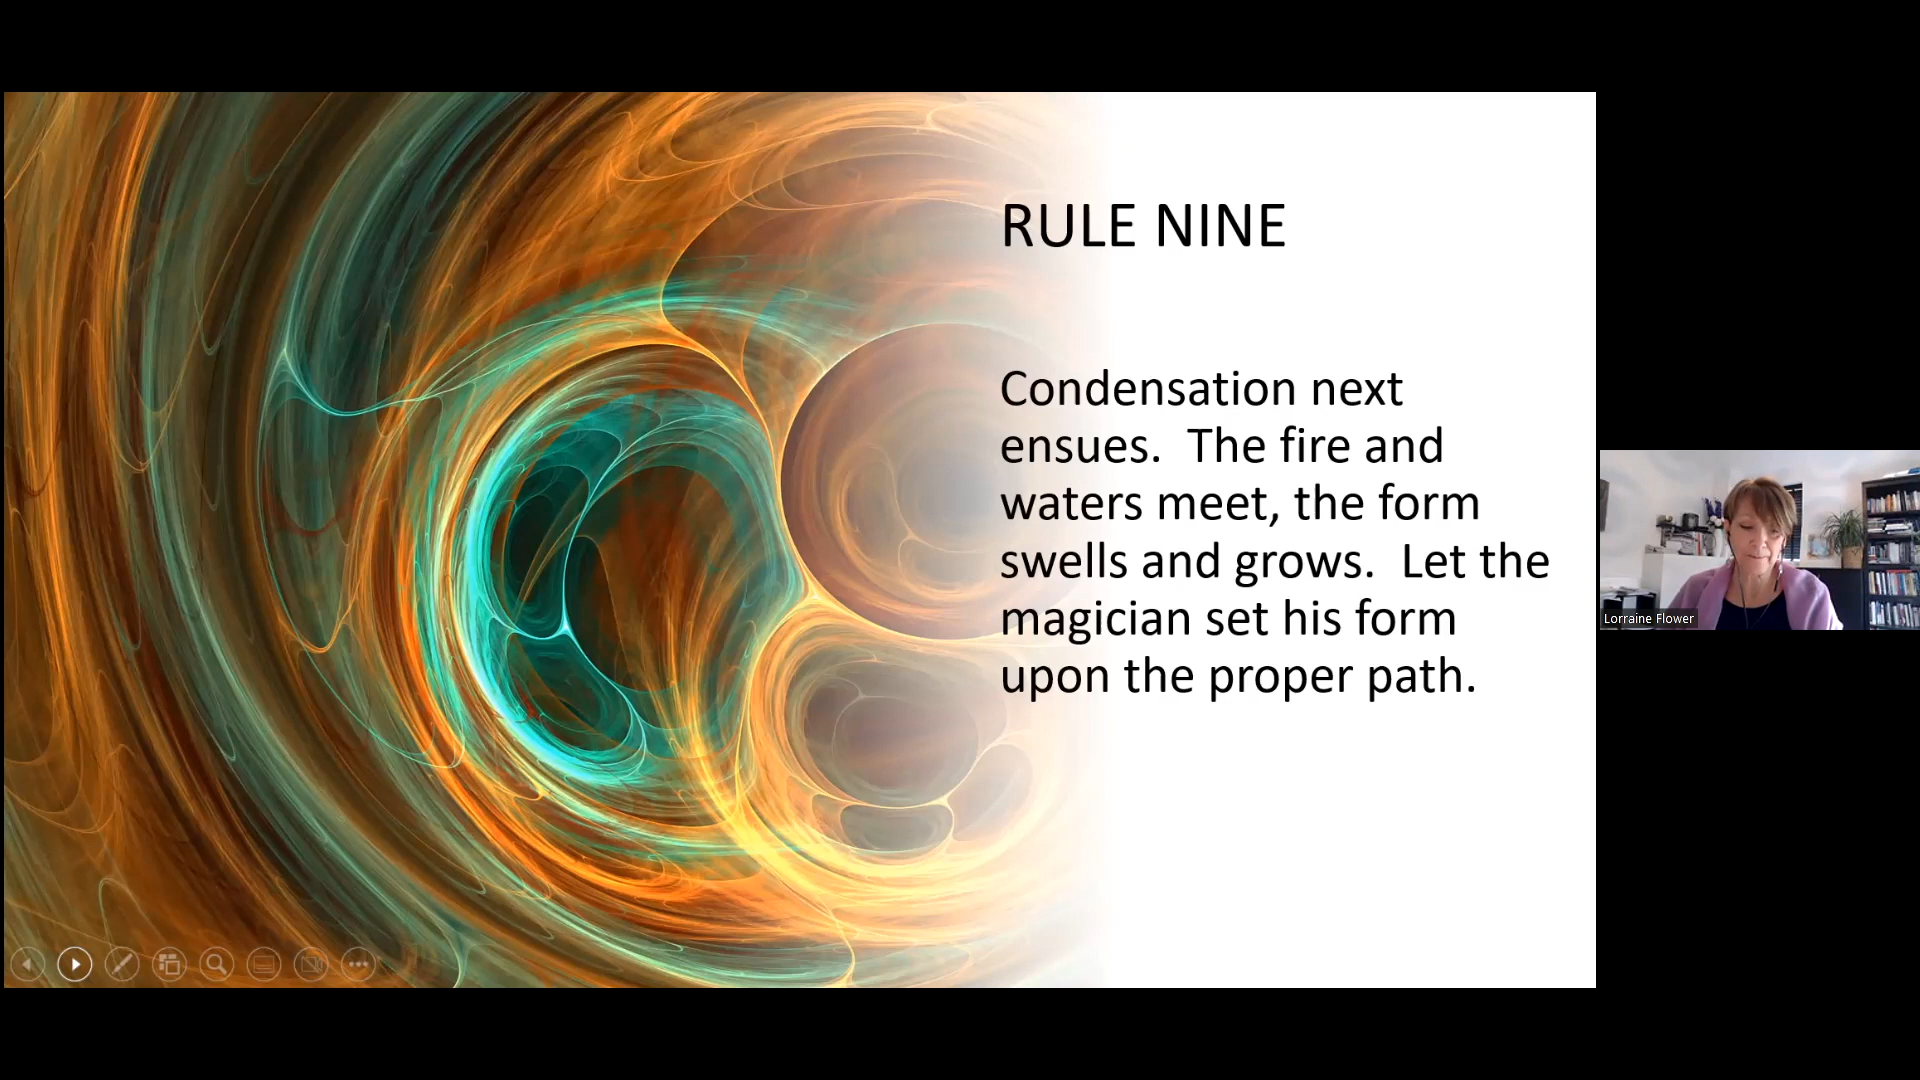 RULE NINE
Condensation next
ensues.  The fire and
waters meet, the form
swells and grows.  Let the
magician set his form
upon the proper path.
Lorraine Flower